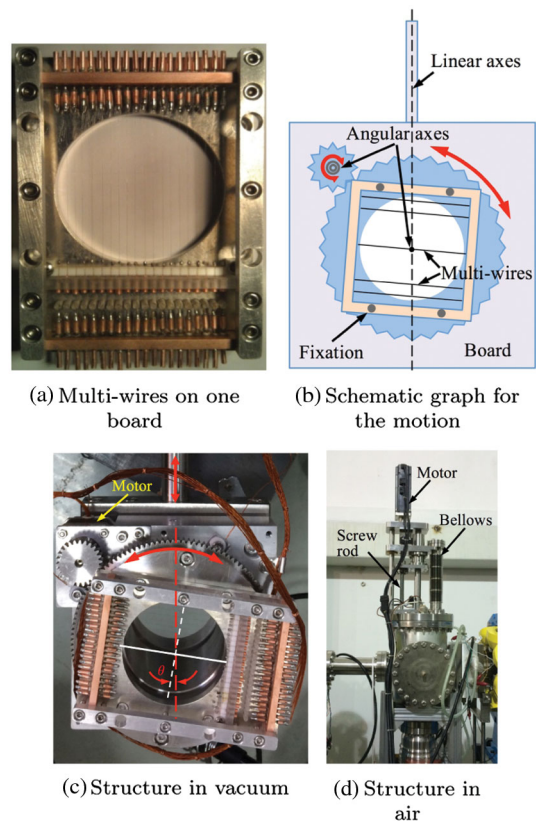 Linear axes
Angular axes
Multi-wires
Fixation
Board
(a) Multi-wires on one
board
(b) Schematic graph for
the motion
Motor
θ
Motor
Bellows
Screw
rod
(c) Structure in vacuum
(d) Structure in
air